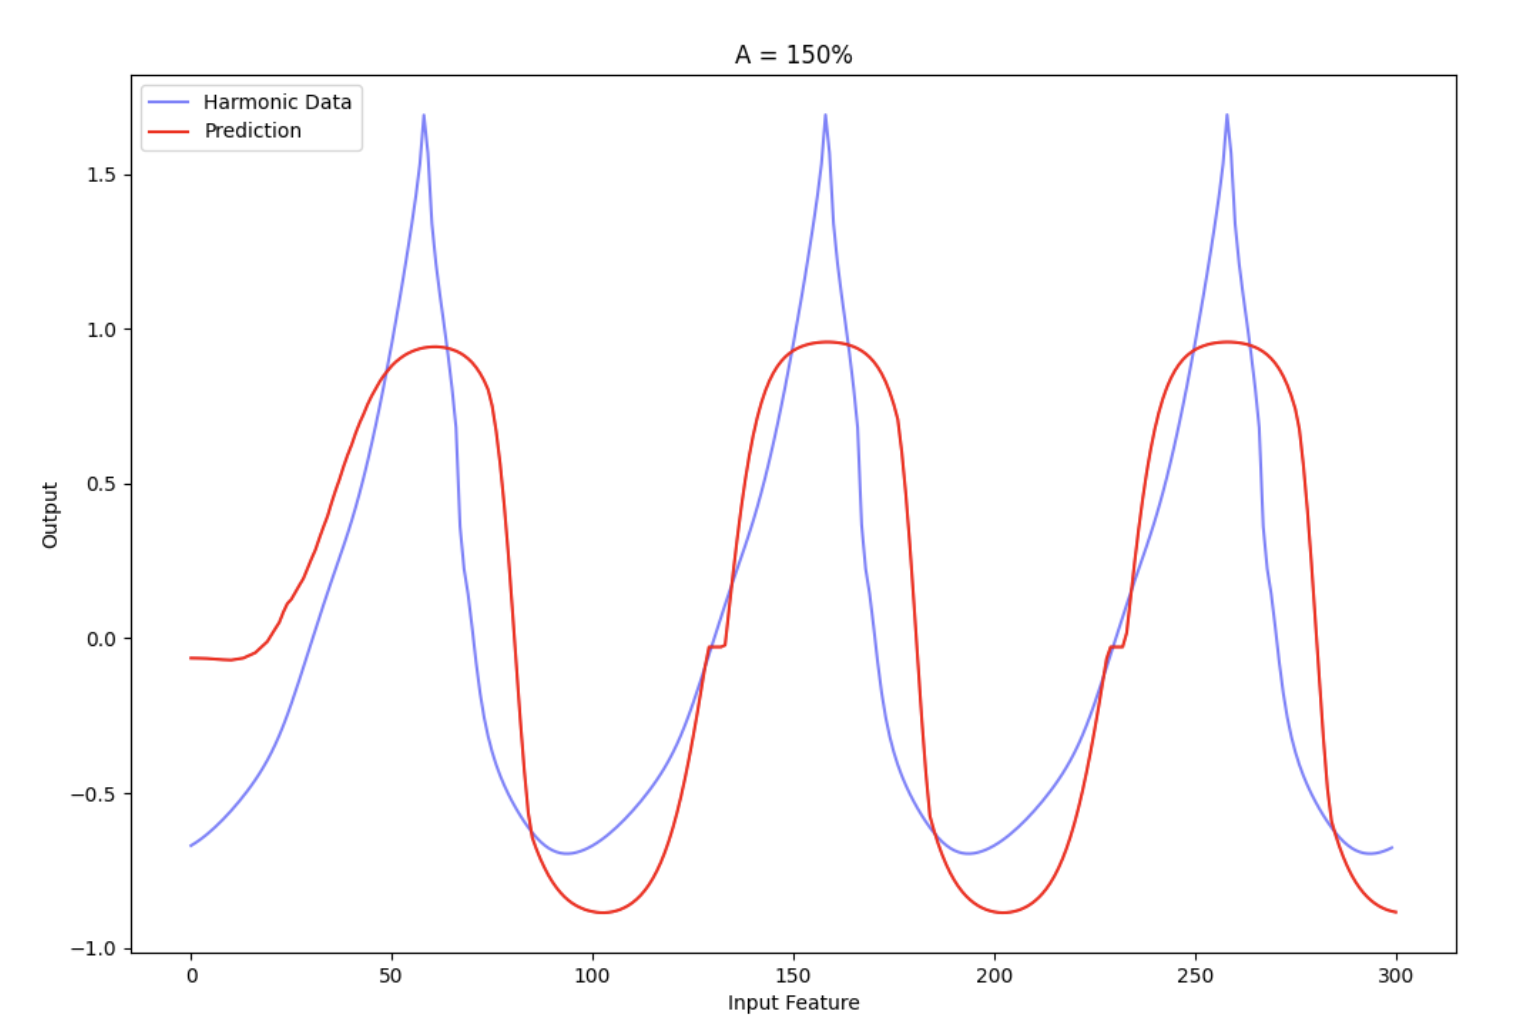 A = 150%
Harmonic Data
Prediction
1.5
1.0
0.5
0.0
−0.5
−1.0
Output
0
50
100
150
200
250
300
Input Feature